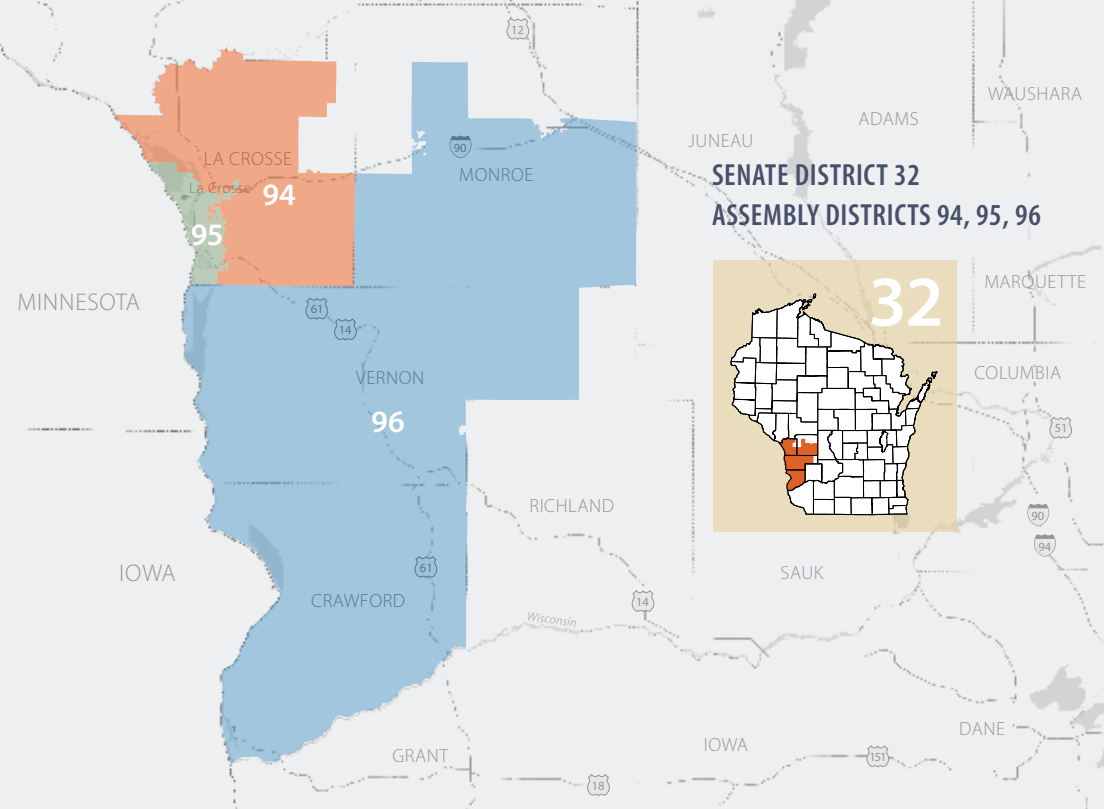 12
WAUSHARA
ADAMS
JUNEAU
90
LA CROSSE
MONROE
SENATE DISTRICT 32
La Crosse
94
ASSEMBLY DISTRICTS 94, 95, 96
95
MARQUETTE
32
MINNESOTA
61
14
COLUMBIA
VERNON
96
51
RICHLAND
90
94
IOWA
61
SAUK
CRAWFORD
14
Wisconsin
DANE
IOWA
GRANT
151
18